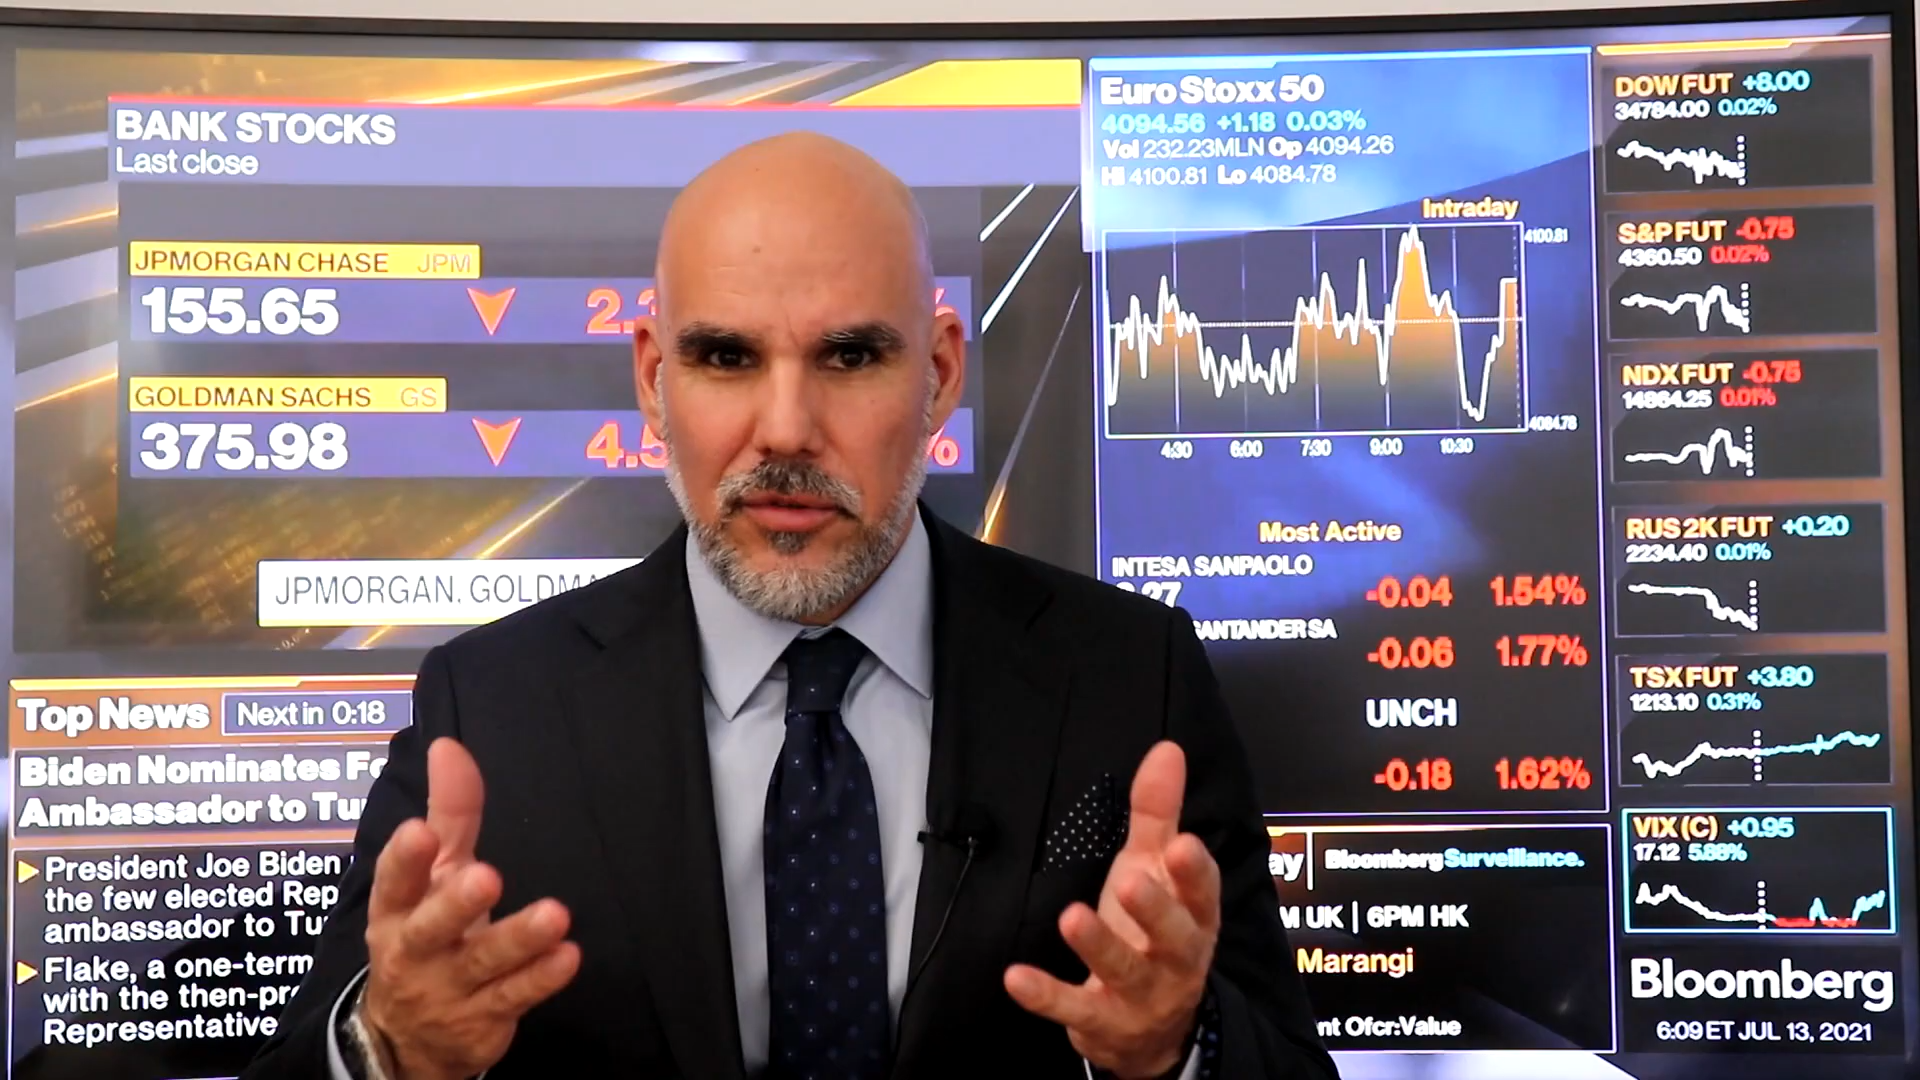 BANK STOCKS
Last close
JPMORGAN CHASE JPM
155.65 2.3 %
GOLDMAN SACHS GS
375.98 4.5 %
JPMORGAN, GOLDMA
Top News Next in 0:18
Biden Nominates
Ambassador to
President Joe Biden
the few elected Rep
ambassador to
Flake, a one-term
with the then-pr
Representative
Euro Stoxx 50
4094.56 +1.18 0.03%
Vol 232.23MLN Op 4094.26
Hi 4100.81 Lo 4084.78
Intraday
4100.81
4084.78
4:30 6:00 7:30 9:00 10:30
Most Active
INTESA SANPAOLO
-0.04 1.54%
SANTANDER SA
-0.06 1.77%
UNCH
-0.18 1.62%
ay Bloomberg Surveillance.
M UK | 6PM HK
Marangi
nt Ofcr:Value
DOW FUT +8.00
34784.00 0.02%
S&P FUT -0.75
4360.50 0.02%
NDX FUT -0.75
14864.25 0.01%
RUS 2K FUT +0.20
2234.40 0.01%
TSX FUT +3.80
1213.10 0.31%
VIX (C) +0.95
17.12 5.88%
Bloomberg
6:09 ET JUL 13, 2021